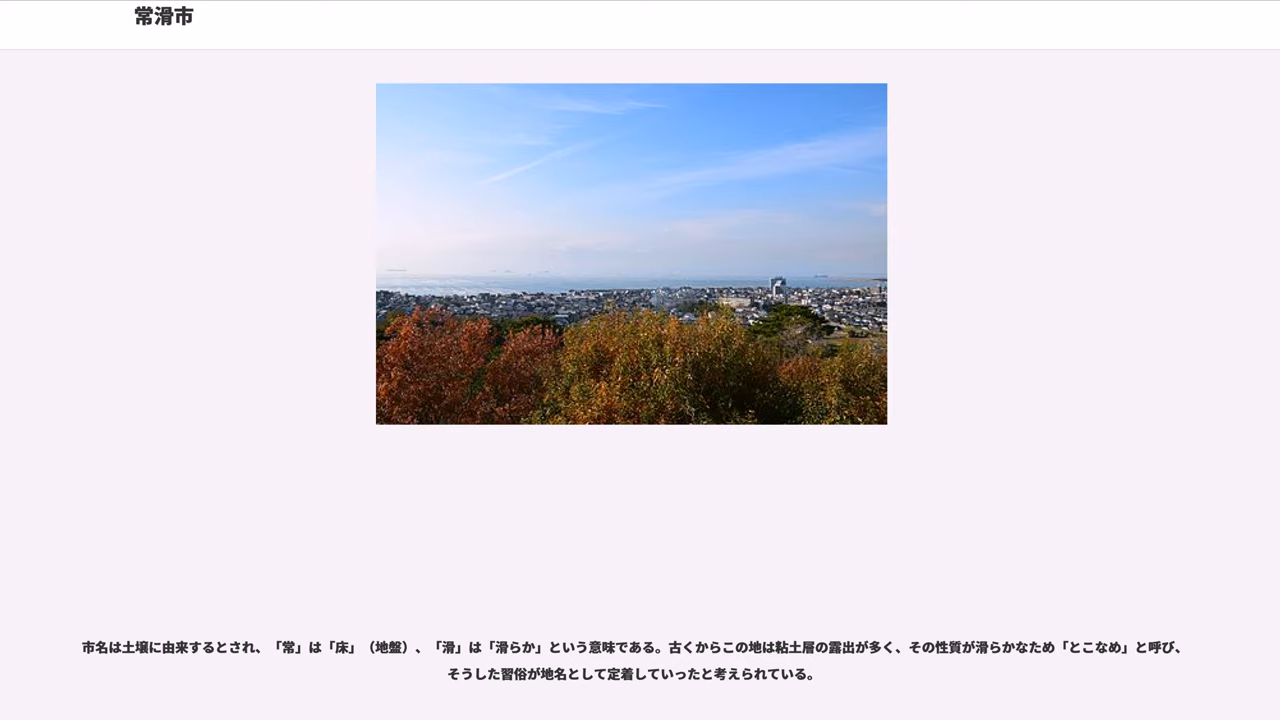 常滑市
市名は土壌に由来するとされ、「常」は「床」（地盤）、「滑」は「滑らか」という意味である。古くからこの地は粘土層の露出が多く、その性質が滑らかなため「とこなめ」と呼び、
そうした習俗が地名として定着していったと考えられている。